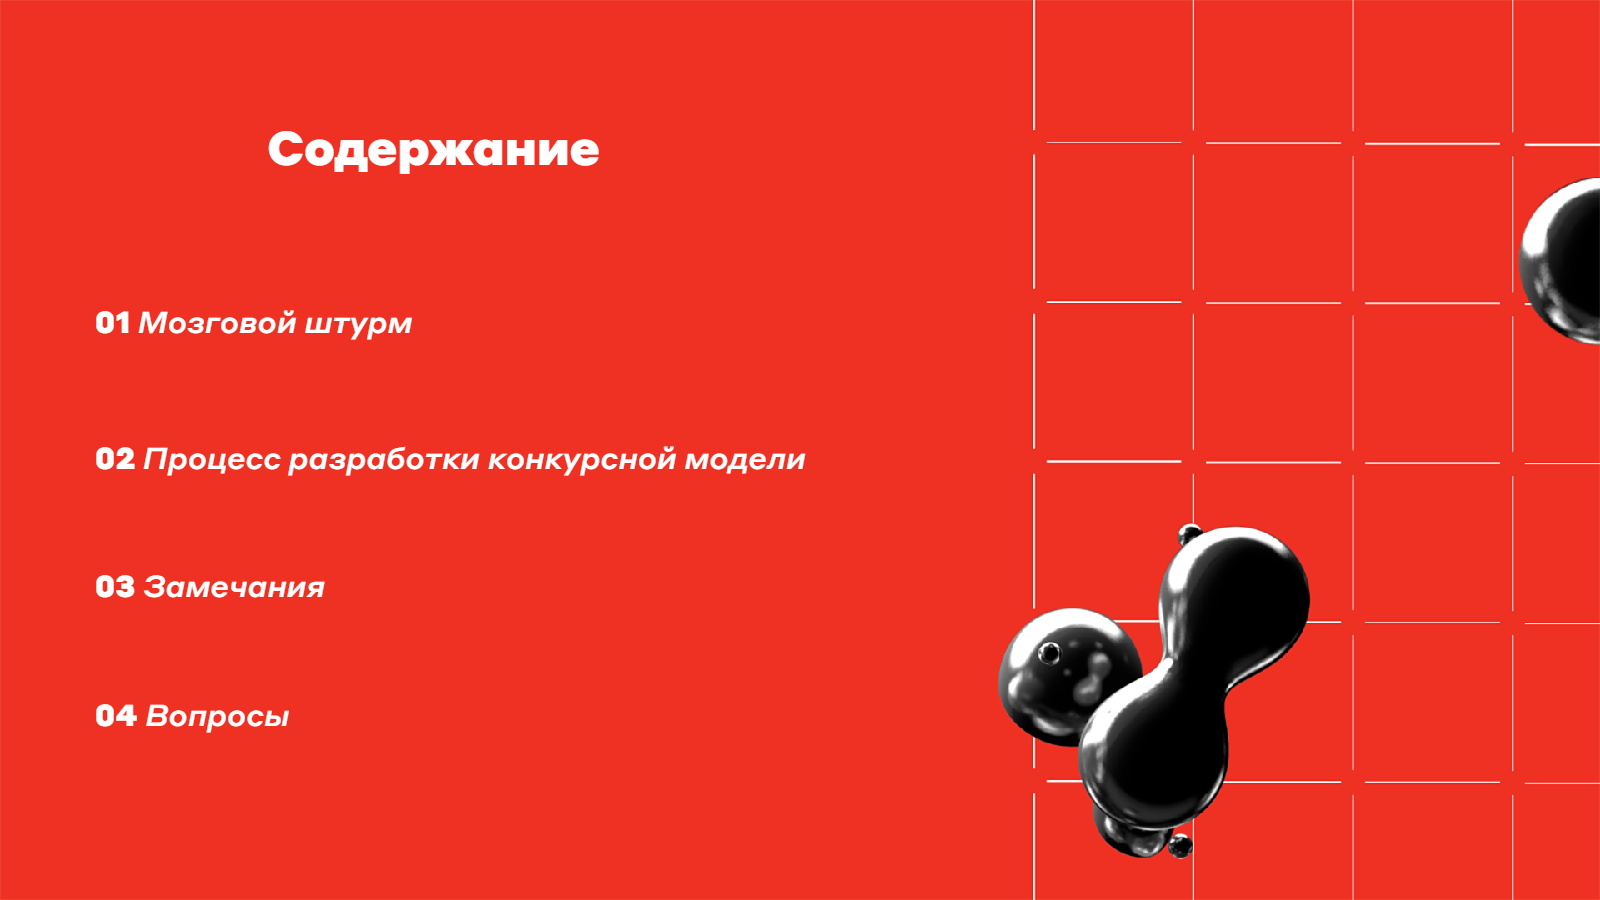 Содержание
01 Мозговой штурм
02 Процесс разработки конкурсной модели
03 Замечания
04 Вопросы